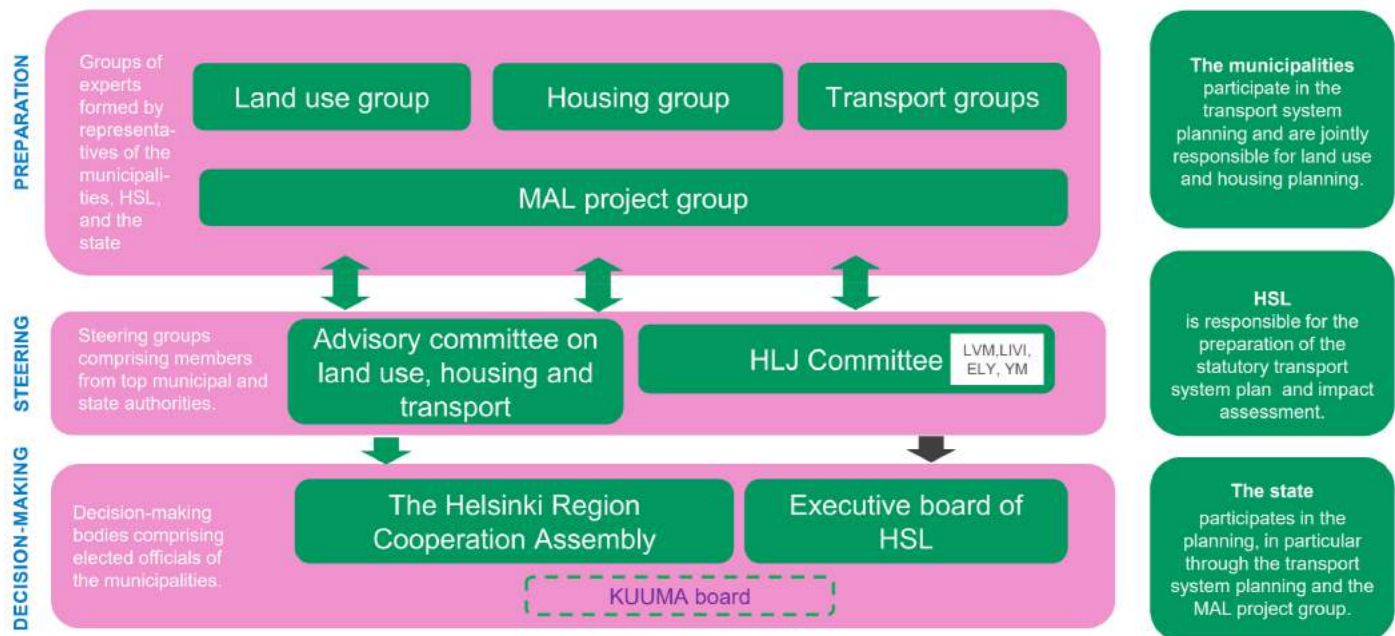 PREPARATION
Groups of
experts
formed by
representa-
tives of the
municipali-
ties, HSL,
and the
state
Land use group
Housing group
Transport groups
MAL project group
The municipalities
participate in the
transport system
planning and are jointly
responsible for land use
and housing planning.
STEERING
Steering groups
comprising members
from top municipal and
state authorities.
Advisory committee on
land use, housing and
transport
HLJ Committee
LVM,LIVI,
ELY, YM
HSL
is responsible for the
preparation of the
statutory transport
system plan and impact
assessment.
DECISION-MAKING
Decision-making
bodies comprising
elected officials of
the municipalities.
The Helsinki Region
Cooperation Assembly
Executive board of
HSL
KUUMA board
The state
participates in the
planning, in particular
through the transport
system planning and the
MAL project group.